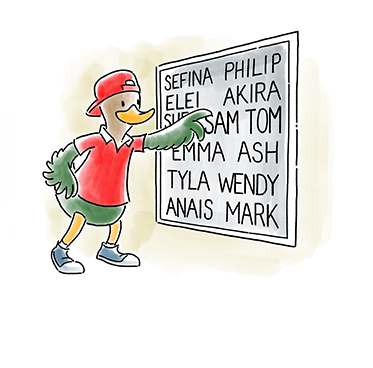 SEFINA PHILIP
ELEI AKIRA
SAM TOM
EMMA ASH
TYLA WENDY
ANAIS MARK